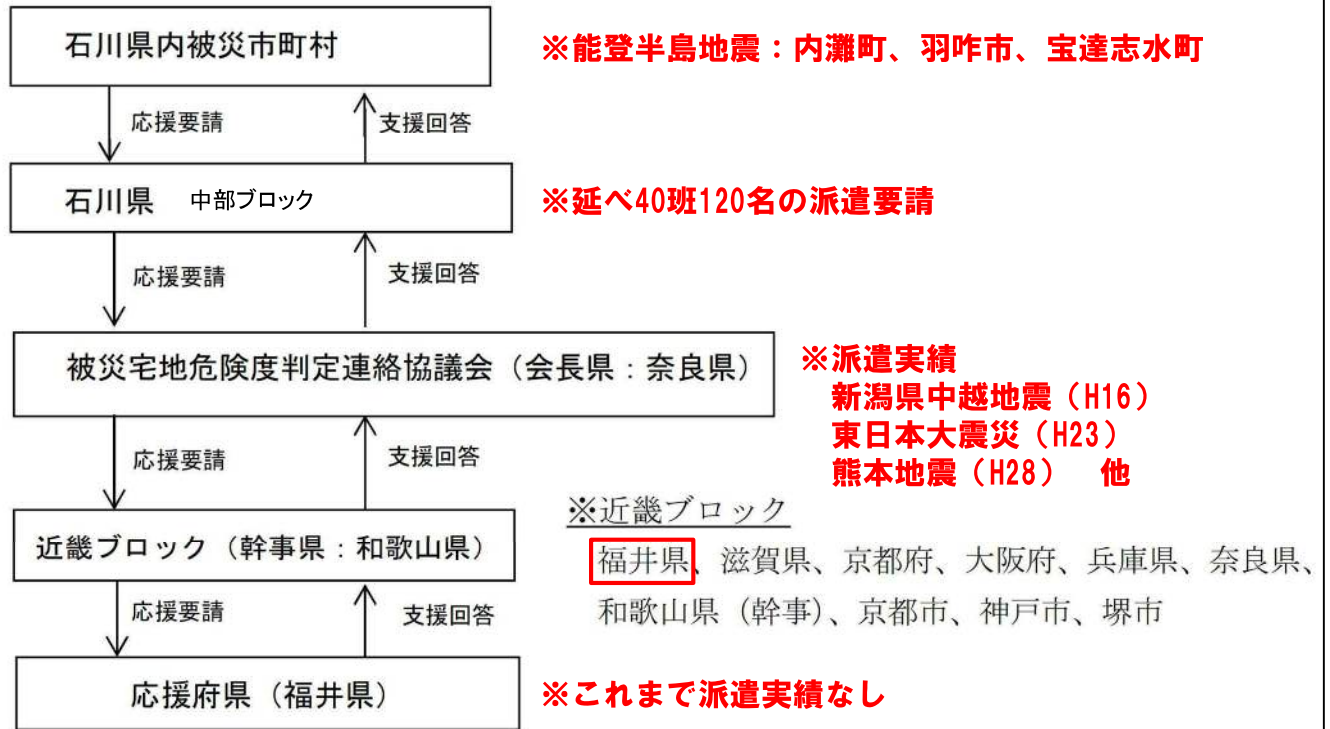 石川県内被災市町村
※能登半島地震：内灘町、羽咋市、宝達志水町
応援要請
支援回答
石川県 中部ブロック
※延べ40班120名の派遣要請
応援要請
支援回答
被災宅地危険度判定連絡協議会（会長県：奈良県）
※派遣実績
新潟県中越地震（H16）
東日本大震災（H23）
熊本地震（H28） 他
応援要請
支援回答
近畿ブロック（幹事県：和歌山県）
※近畿ブロック
福井県、滋賀県、京都府、大阪府、兵庫県、奈良県、
和歌山県（幹事）、京都市、神戸市、堺市
応援要請
支援回答
応援府県（福井県）
※これまで派遣実績なし